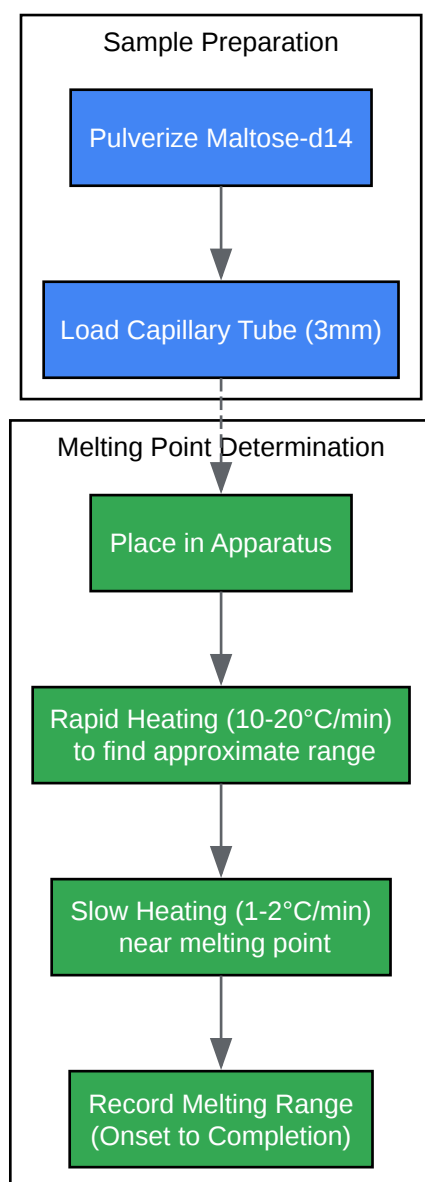 Sample Preparation
Pulverize Maltose-d14
Load Capillary Tube (3mm)
Melting Point Determination
Place in Apparatus
Rapid Heating (10-20°C/min)
to find approximate range
Slow Heating (1-2°C/min)
near melting point
Record Melting Range
(Onset to Completion)